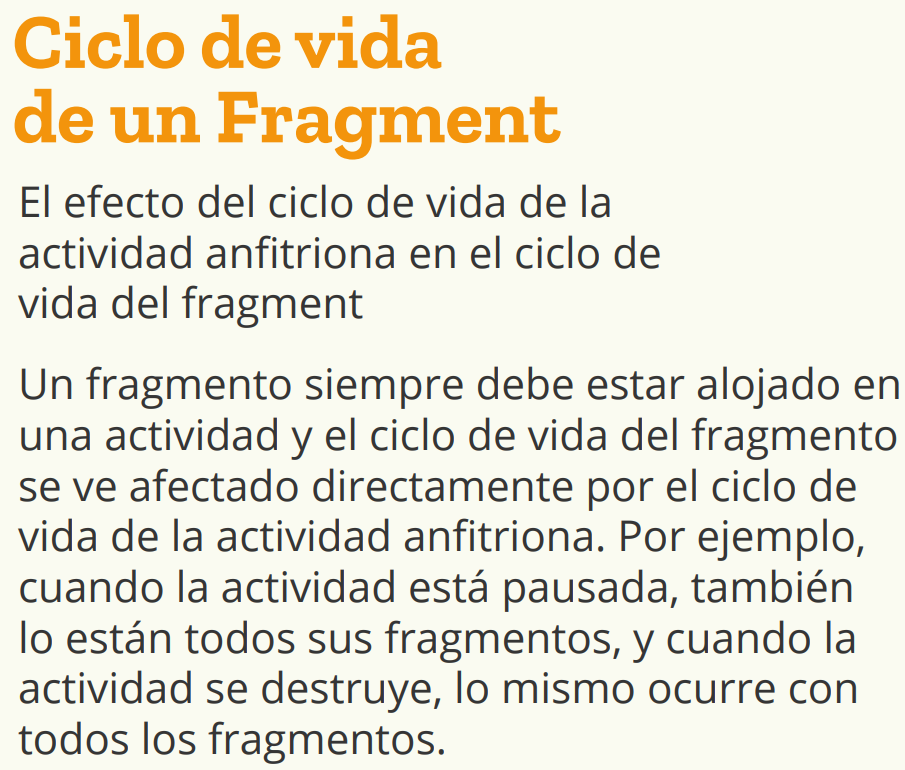 Ciclo de vida
de un Fragment
El efecto del ciclo de vida de la
actividad anfitriona en el ciclo de
vida del fragment
Un fragmento siempre debe estar alojado en
una actividad y el ciclo de vida del fragmento
se ve afectado directamente por el ciclo de
vida de la actividad anfitriona. Por ejemplo,
cuando la actividad está pausada, también
lo están todos sus fragmentos, y cuando la
actividad se destruye, lo mismo ocurre con
todos los fragmentos.